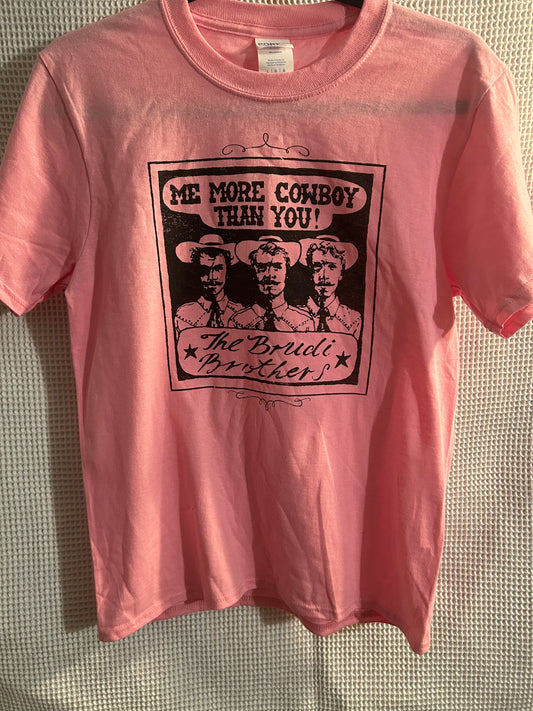 ME MORE COWBOY
THAN YOU!
The Brudi
Brothers